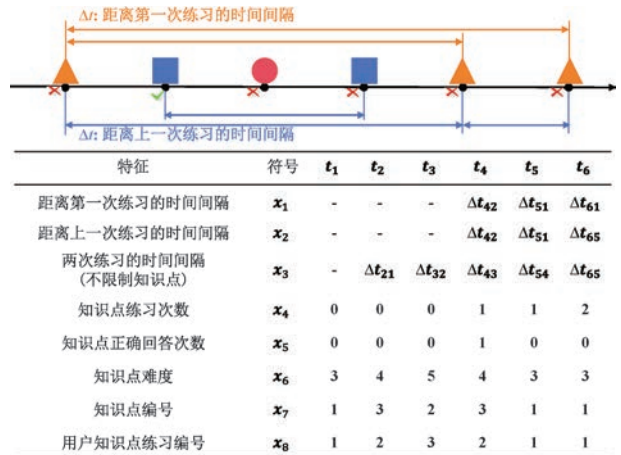 Δt: 距离第一次练习的时间间隔
Δt: 距离上一次练习的时间间隔
特征 符号 t1 t2 t3 t4 t5 t6
距离第一次练习的时间间隔 x1 - - - Δt42 Δt51 Δt61
距离上一次练习的时间间隔 x2 - - - Δt42 Δt51 Δt65
两次练习的时间间隔
(不限制知识点) x3 - Δt21 Δt32 Δt43 Δt54 Δt65
知识点练习次数 x4 0 0 0 1 1 2
知识点正确回答次数 x5 0 0 0 1 0 0
知识点难度 x6 3 4 5 4 3 3
知识点编号 x7 1 3 2 3 1 1
用户知识点练习编号 x8 1 2 3 2 1 1